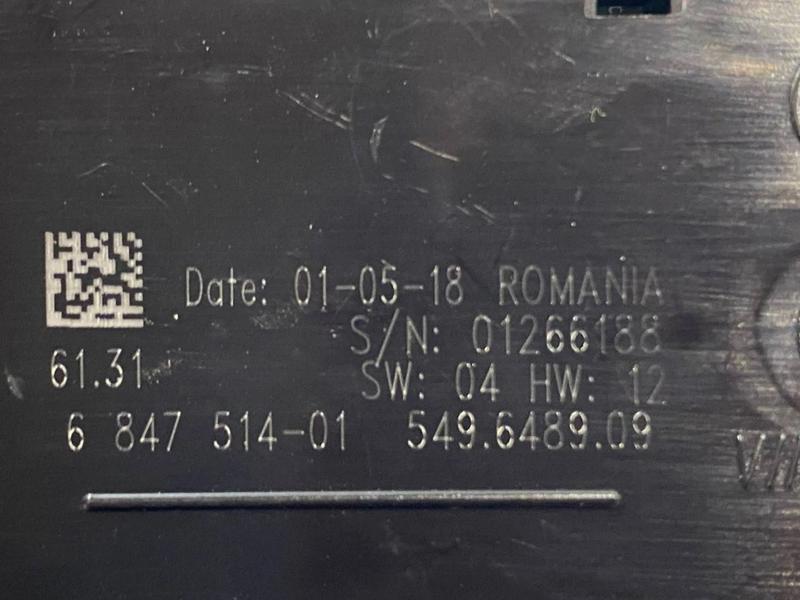 Date: 01-05-18 ROMANIA
S/N: 01266188
61.31
SW: 04 HW: 12
6 847 514-01 549.6489.09